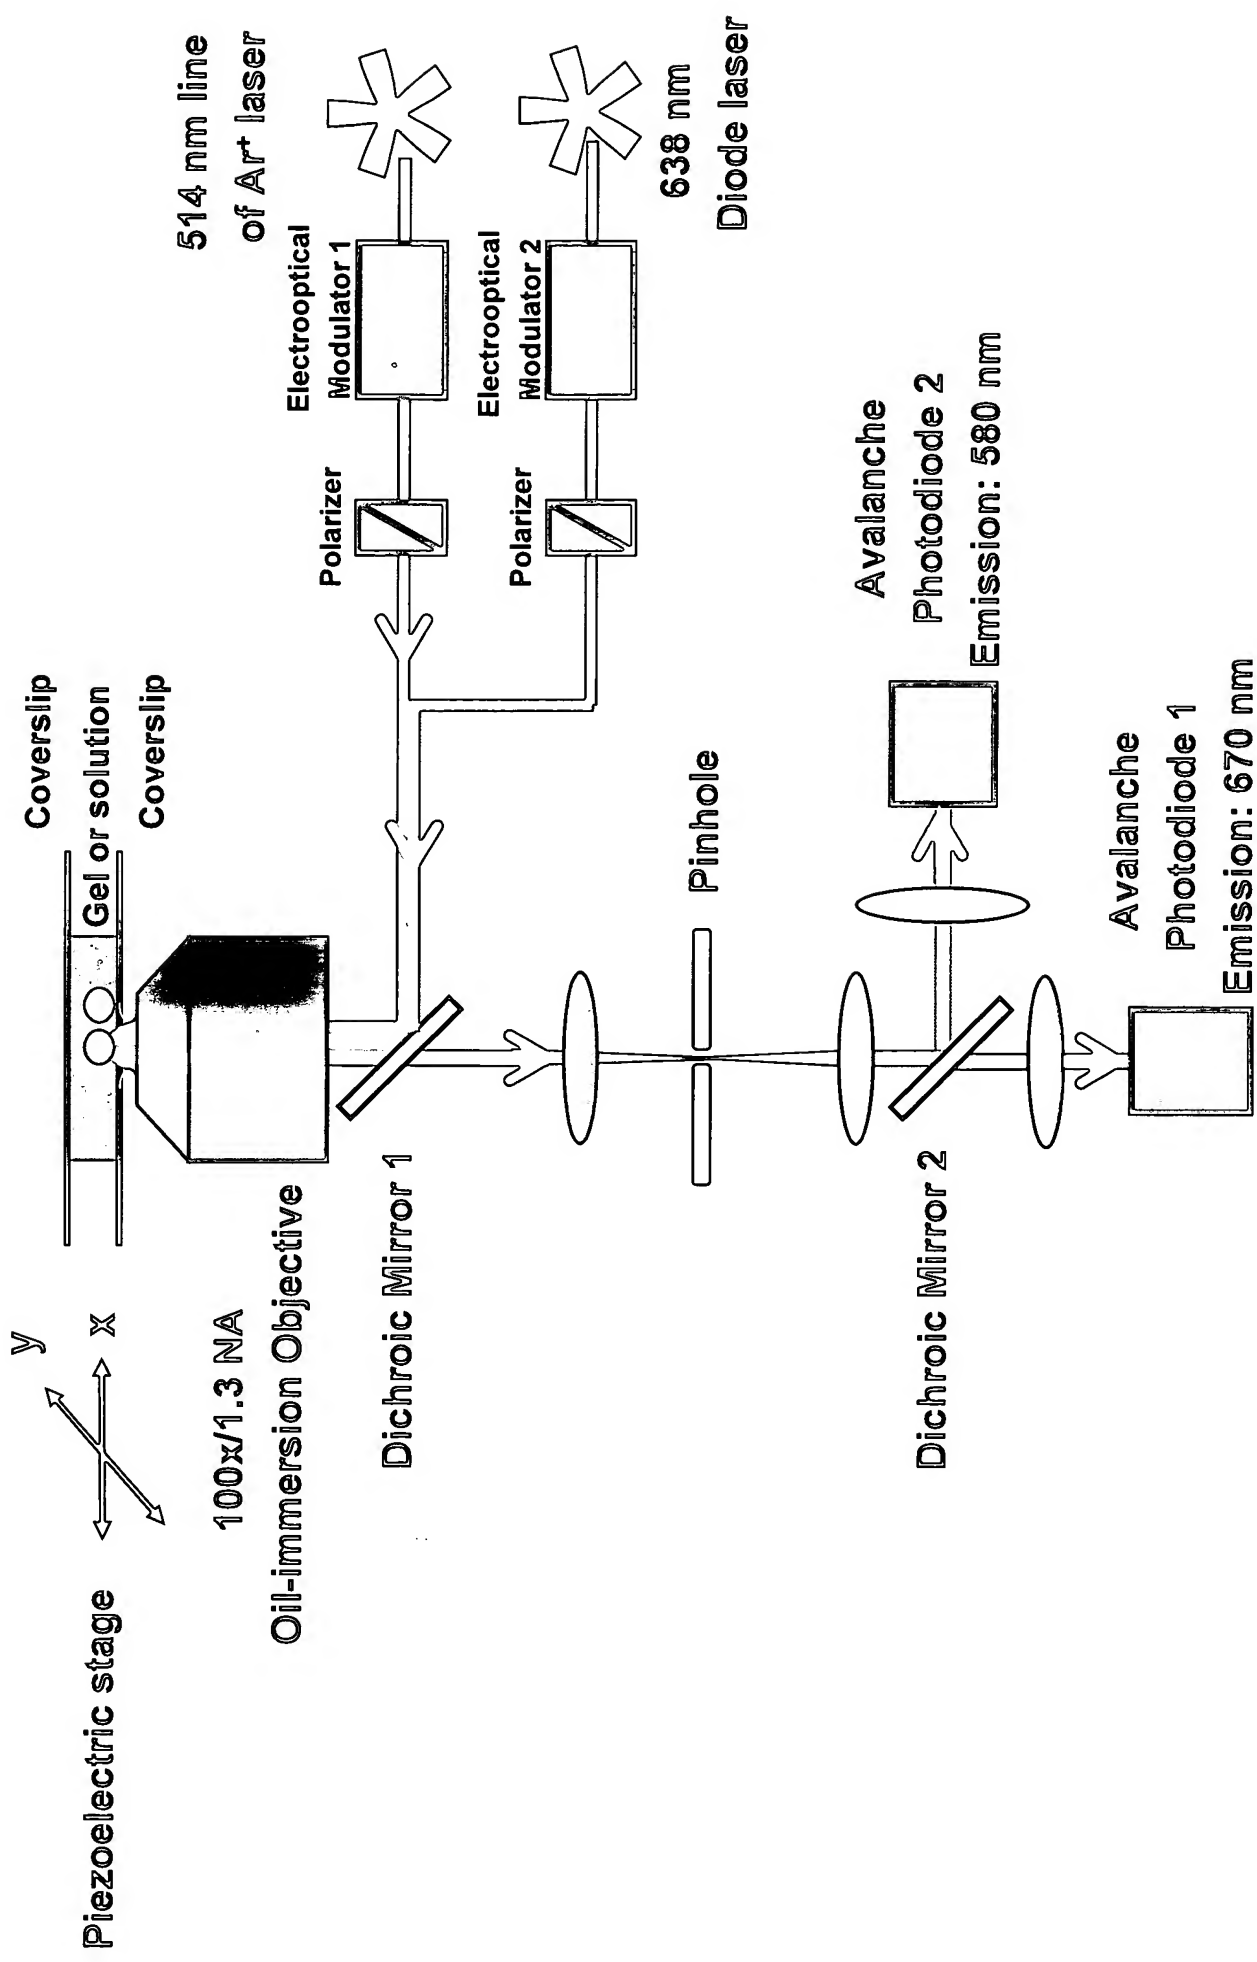 Piezoelectric stage
y
x
Coverslip
Gel or solution
Coverslip
100x/1.3 NA
Oil-immersion Objective
514 nm line
of Ar⁺ laser
Electrooptical
Modulator 1
Polarizer
Electrooptical
Modulator 2
Polarizer
638 nm
Diode laser
Dichroic Mirror 1
Pinhole
Dichroic Mirror 2
Avalanche
Photodiode 2
Emission: 580 nm
Avalanche
Photodiode 1
Emission: 670 nm